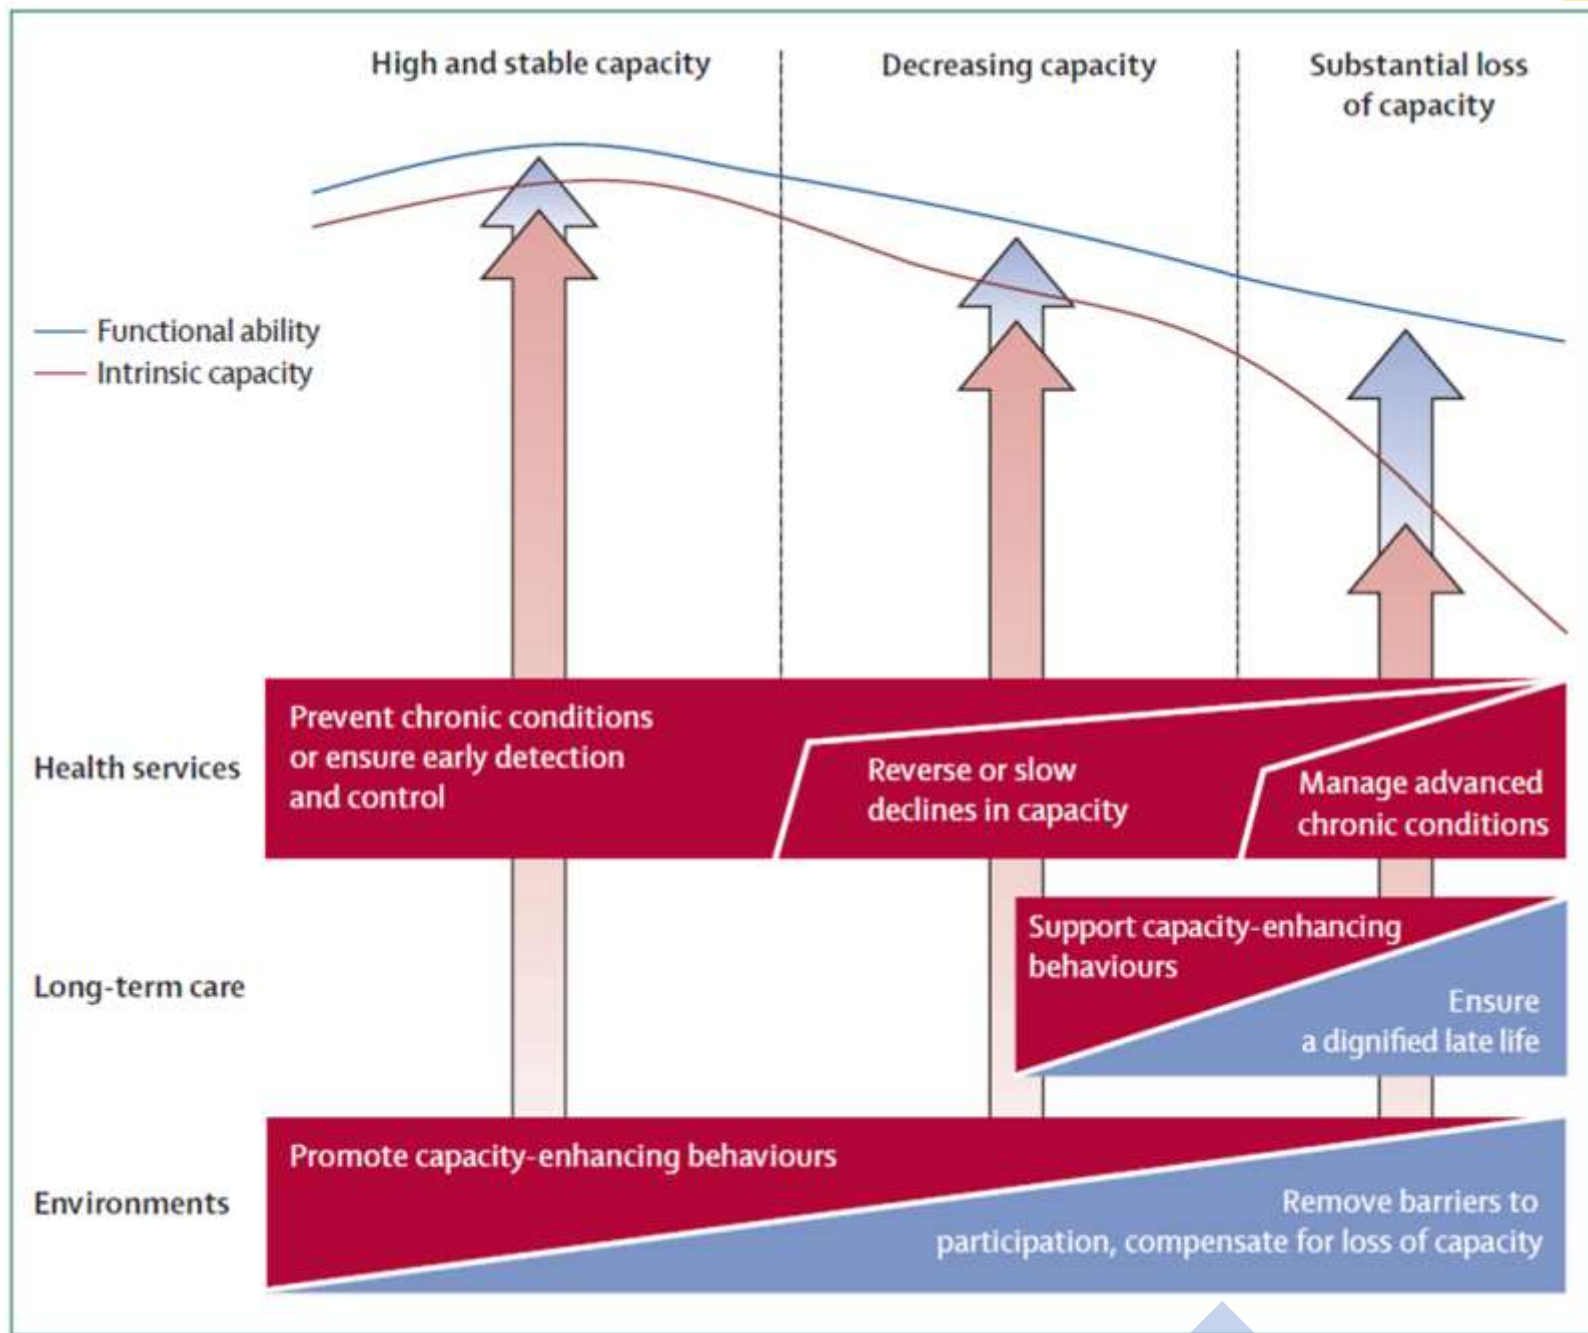 High and stable capacity
Decreasing capacity
Substantial loss
of capacity
Functional ability
Intrinsic capacity
Health services
Prevent chronic conditions
or ensure early detection
and control
Reverse or slow
declines in capacity
Manage advanced
chronic conditions
Long-term care
Support capacity-enhancing
behaviours
Ensure
a dignified late life
Environments
Promote capacity-enhancing behaviours
Remove barriers to
participation, compensate for loss of capacity